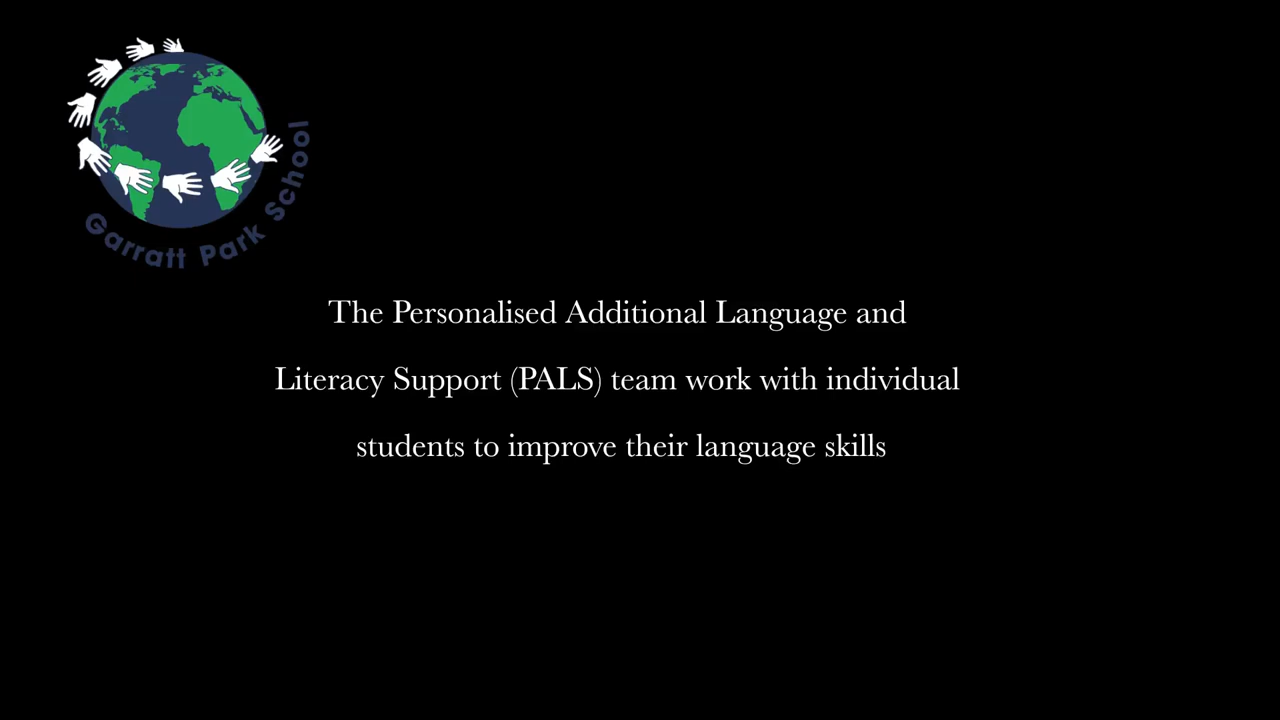 Garratt Park School
The Personalised Additional Language and
Literacy Support (PALS) team work with individual
students to improve their language skills